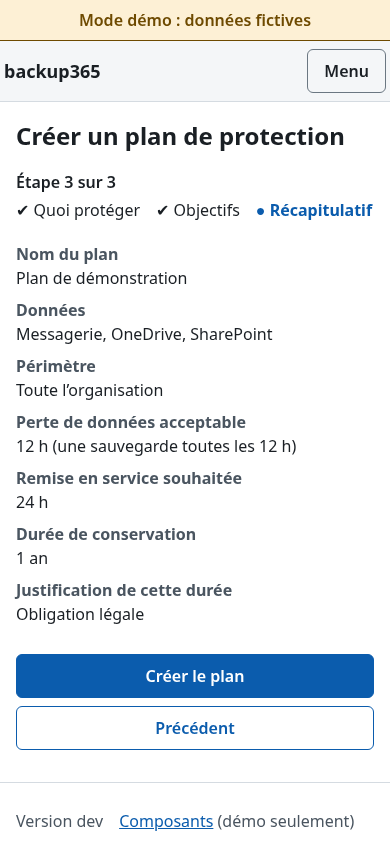 Mode démo : données fictives
backup365
Menu
Créer un plan de protection
Étape 3 sur 3
✔ Quoi protéger ✔ Objectifs ● Récapitulatif
Nom du plan
Plan de démonstration
Données
Messagerie, OneDrive, SharePoint
Périmètre
Toute l’organisation
Perte de données acceptable
12 h (une sauvegarde toutes les 12 h)
Remise en service souhaitée
24 h
Durée de conservation
1 an
Justification de cette durée
Obligation légale
Créer le plan
Précédent
Version dev Composants (démo seulement)